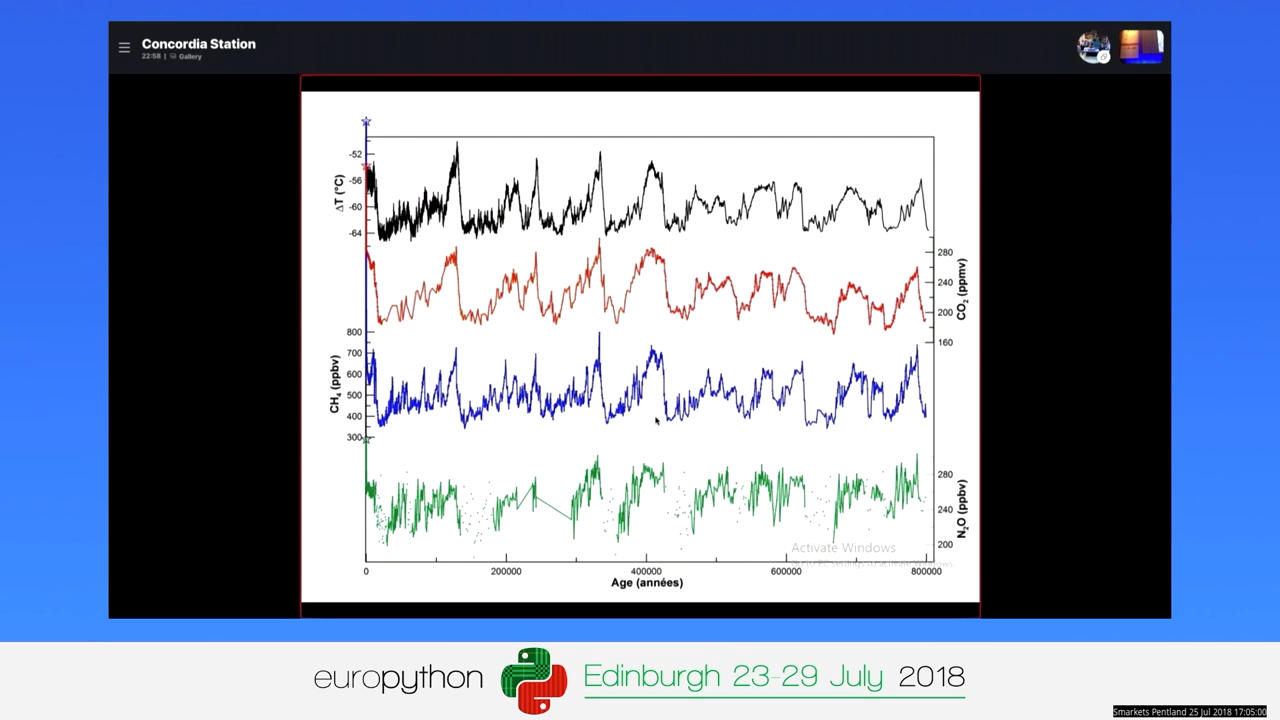 Concordia Station
22:58 | Gallery
-52
-56
-60
-64
ΔT (°C)
280
240
200
160
CO₂ (ppmv)
800
700
600
500
400
300
CH₄ (ppbv)
280
240
200
N₂O (ppbv)
Activate Windows
0
200000
400000
600000
800000
Age (années)
europython
Edinburgh 23-29 July 2018
Smarkets Pentland 25 Jul 2018 17:05:00